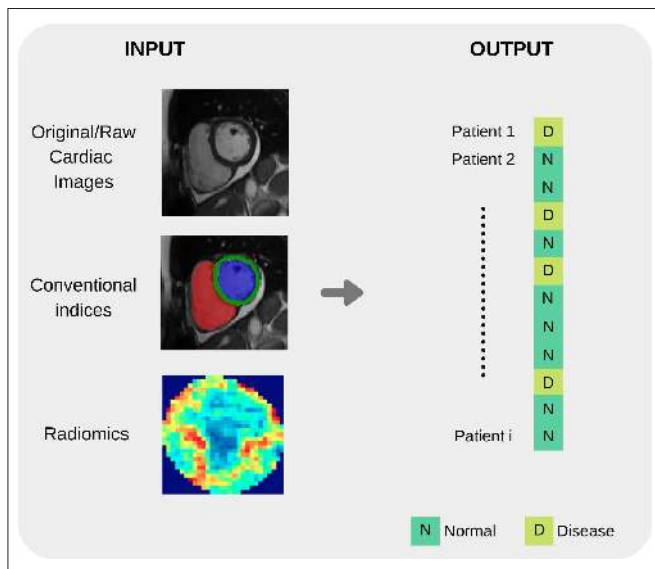 INPUT
OUTPUT
Original/Raw
Cardiac
Images
Conventional
indices
Radiomics
Patient 1
Patient 2
Patient i
D
N
N
D
N
D
N
N
N
D
N
N
N Normal
D Disease